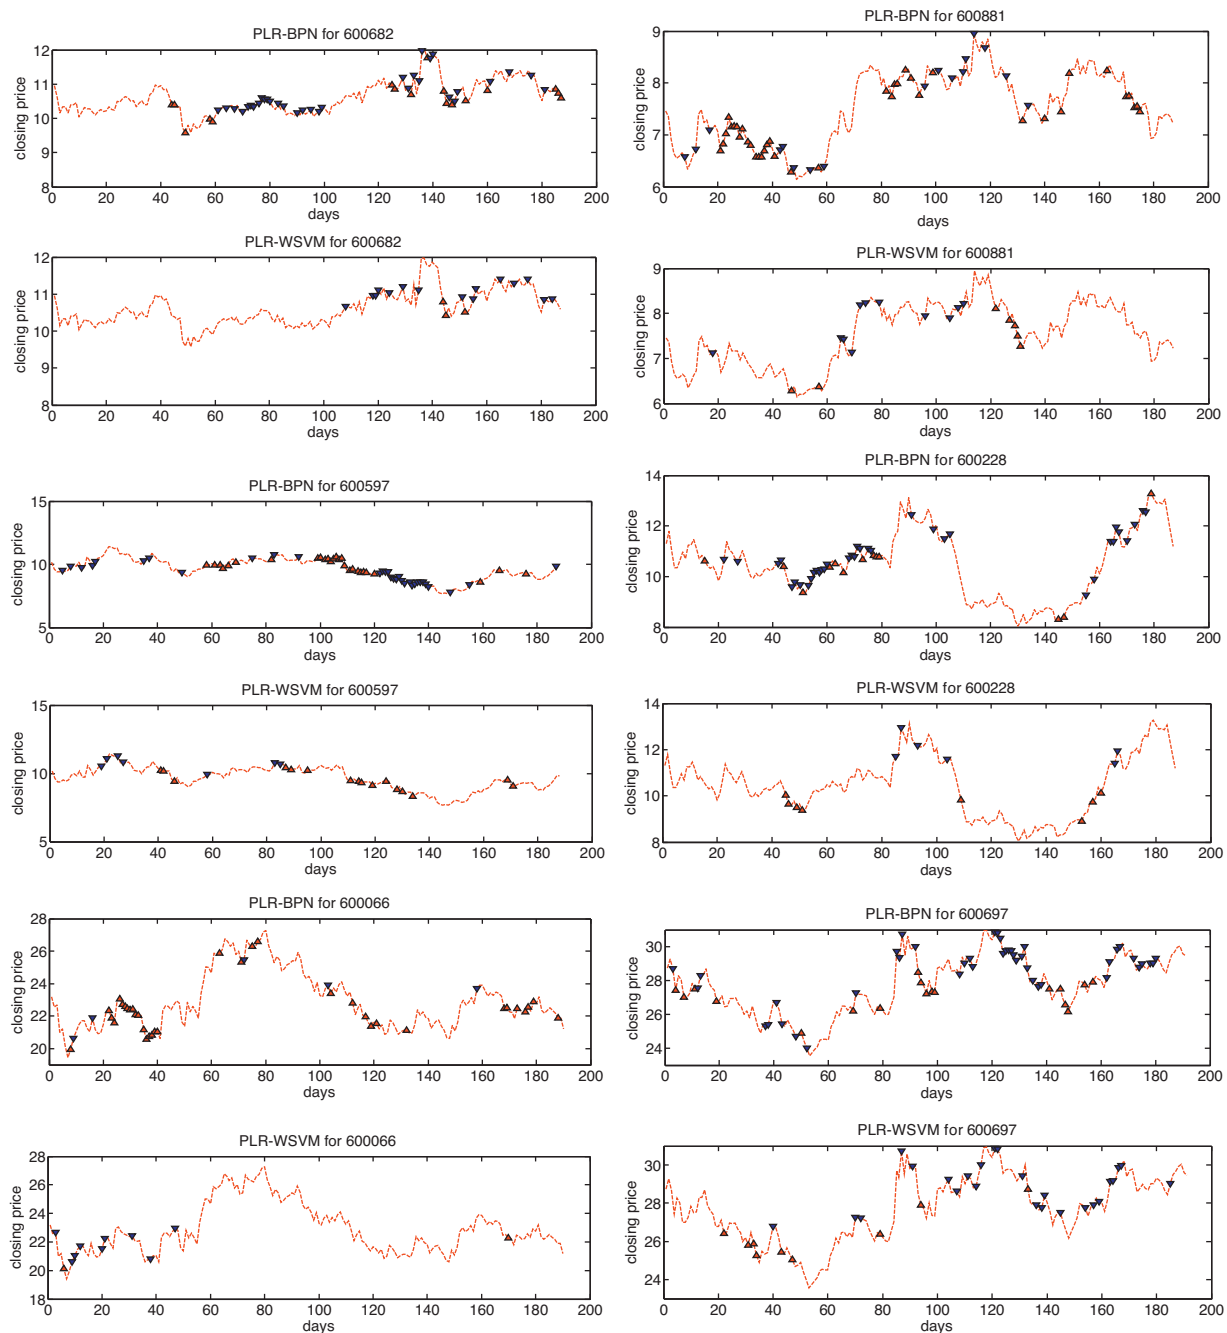 PLR-BPN for 600682
closing price
12
11
10
9
8
0 20 40 60 80 100 120 140 160 180 200
days
PLR-BPN for 600881
closing price
9
8
7
6
0 20 40 60 80 100 120 140 160 180 200
days
PLR-WSVM for 600682
closing price
12
11
10
9
8
0 20 40 60 80 100 120 140 160 180 200
days
PLR-WSVM for 600881
closing price
9
8
7
6
0 20 40 60 80 100 120 140 160 180 200
days
PLR-BPN for 600597
closing price
15
10
5
0 20 40 60 80 100 120 140 160 180 200
days
PLR-BPN for 600228
closing price
14
12
10
8
0 20 40 60 80 100 120 140 160 180 200
days
PLR-WSVM for 600597
closing price
15
10
5
0 20 40 60 80 100 120 140 160 180 200
days
PLR-WSVM for 600228
closing price
14
12
10
8
0 20 40 60 80 100 120 140 160 180 200
days
PLR-BPN for 600066
closing price
28
26
24
22
20
0 20 40 60 80 100 120 140 160 180 200
days
PLR-BPN for 600697
closing price
30
28
26
24
0 20 40 60 80 100 120 140 160 180 200
days
PLR-WSVM for 600066
closing price
28
26
24
22
20
18
0 20 40 60 80 100 120 140 160 180 200
days
PLR-WSVM for 600697
closing price
30
29
28
27
26
25
24
23
0 20 40 60 80 100 120 140 160 180 200
days